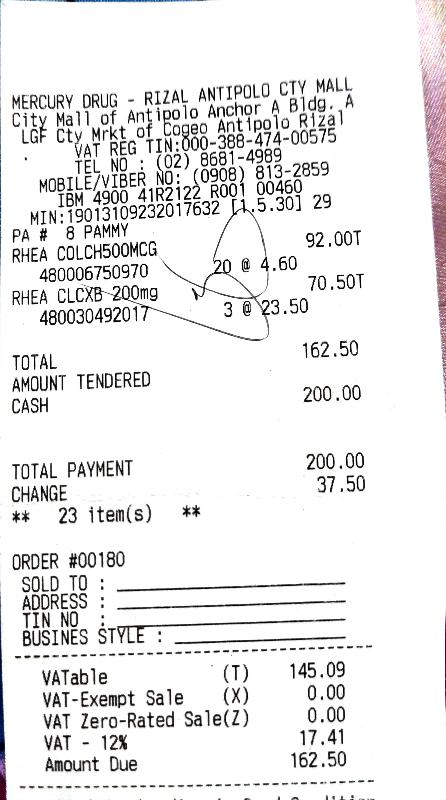 MERCURY DRUG - RIZAL ANTIPOLO CTY MALL
City Mall of Antipolo Anchor A Bldg. A
LGF Cty Mrkt of Cogeo Antipolo Rizal
VAT REG TIN:000-388-474-00575
TEL NO : (02) 8681-4989
MOBILE/VIBER NO: (0908) 813-2859
IBM 4900 41R2122 R001 00460
MIN:19013109232017632 [1.5.30] 29
PA # 8 PAMMY
RHEA COLCH500MCG 92.00T
480006750970 20 @ 4.60
RHEA CLCXB 200mg 70.50T
480030492017 3 @ 23.50
TOTAL 162.50
AMOUNT TENDERED
CASH 200.00
TOTAL PAYMENT 200.00
CHANGE 37.50
** 23 item(s) **
ORDER #00180
SOLD TO :
ADDRESS :
TIN NO :
BUSINES STYLE :
VATable (T) 145.09
VAT-Exempt Sale (X) 0.00
VAT Zero-Rated Sale(Z) 0.00
VAT - 12% 17.41
Amount Due 162.50